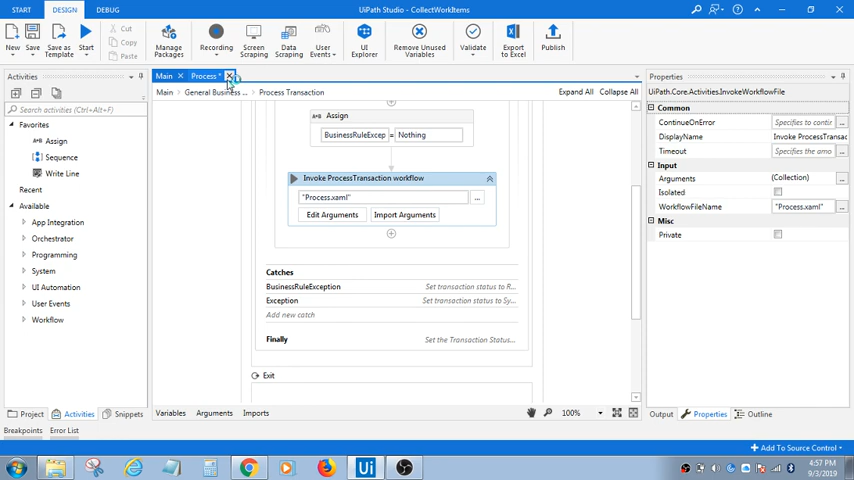 START DESIGN DEBUG UiPath Studio - CollectWorkItems
New Save Save as Template Start Cut Copy Paste Manage Packages Recording Screen Scraping Data Scraping User Events UI Explorer Remove Unused Variables Validate Export to Excel Publish
Activities Main Process * Properties
Main General Business ... Process Transaction Expand All Collapse All UiPath.Core.Activities.InvokeWorkflowFile
Search activities (Ctrl+Alt+F)
Favorites
Assign
Sequence
Write Line
Recent
Available
App Integration
Orchestrator
Programming
System
UI Automation
User Events
Workflow
A+B Assign
BusinessRuleExcep = Nothing
Invoke ProcessTransaction workflow
"Process.xaml" ...
Edit Arguments Import Arguments
Catches
BusinessRuleException Set transaction status to R...
Exception Set transaction status to Sy...
Add new catch
Finally Set the Transaction Status...
Exit
Common
ContinueOnError Specifies to contin ...
DisplayName Invoke ProcessTransac
Timeout Specifies the amo ...
Input
Arguments (Collection) ...
Isolated
WorkflowFileName "Process.xaml" ...
Misc
Private
Project Activities Snippets Variables Arguments Imports 100% Output Properties Outline
Breakpoints Error List
Add To Source Control
Ui 4:57 PM
9/3/2019